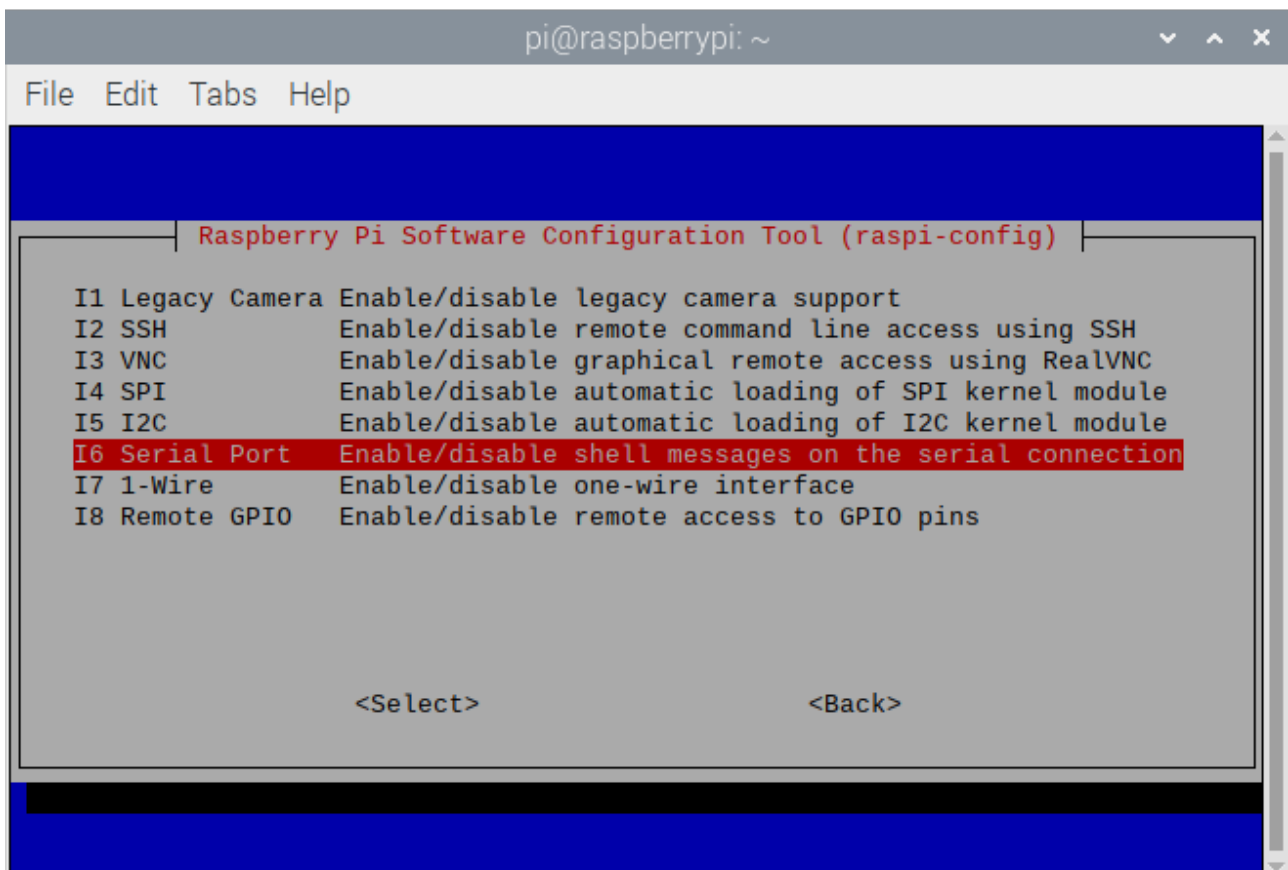 pi@raspberrypi: ~
File Edit Tabs Help
Raspberry Pi Software Configuration Tool (raspi-config)
I1 Legacy Camera Enable/disable legacy camera support
I2 SSH Enable/disable remote command line access using SSH
I3 VNC Enable/disable graphical remote access using RealVNC
I4 SPI Enable/disable automatic loading of SPI kernel module
I5 I2C Enable/disable automatic loading of I2C kernel module
I6 Serial Port Enable/disable shell messages on the serial connection
I7 1-Wire Enable/disable one-wire interface
I8 Remote GPIO Enable/disable remote access to GPIO pins
<Select> <Back>